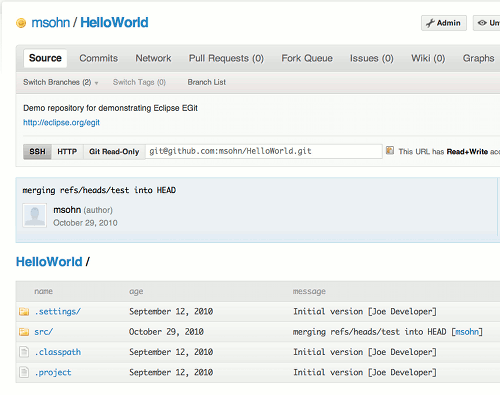 msohn / HelloWorld
Admin
Source Commits Network Pull Requests (0) Fork Queue Issues (0) Wiki (0) Graphs
Switch Branches (2) Switch Tags (0) Branch List
Demo repository for demonstrating Eclipse EGit
http://eclipse.org/egit
SSH HTTP Git Read-Only git@github.com:msohn/HelloWorld.git This URL has Read+Write
merging refs/heads/test into HEAD
msohn (author)
October 29, 2010
HelloWorld /
name age message
.settings/ September 12, 2010 Initial version [Joe Developer]
src/ October 29, 2010 merging refs/heads/test into HEAD [msohn]
.classpath September 12, 2010 Initial version [Joe Developer]
.project September 12, 2010 Initial version [Joe Developer]